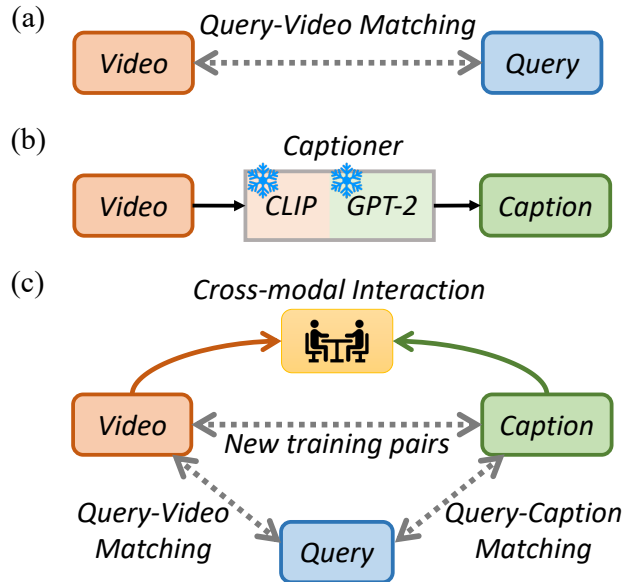 (a)
Query-Video Matching
Video
Query
(b)
Captioner
Video
CLIP
GPT-2
Caption
(c)
Cross-modal Interaction
Video
Caption
New training pairs
Query-Video
Matching
Query-Caption
Matching
Query